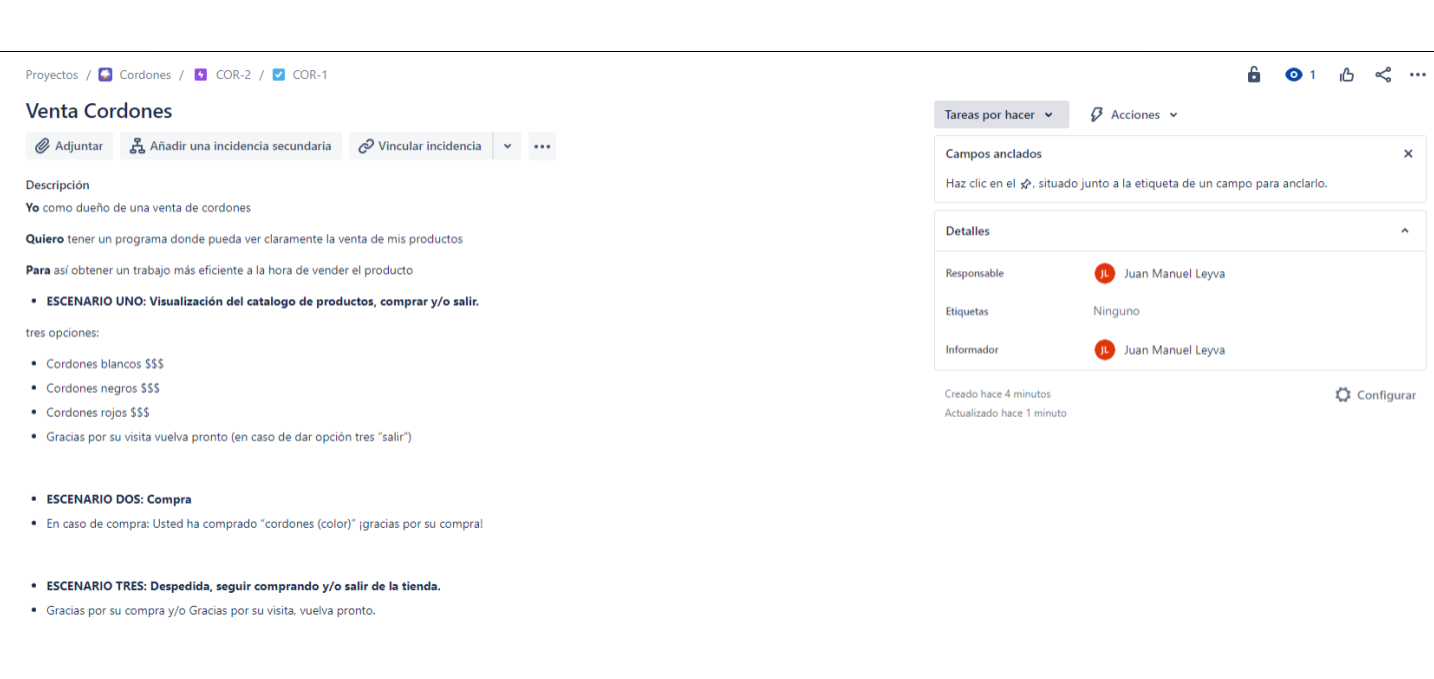 Proyectos / Cordones / COR-2 / COR-1
1
Venta Cordones
Adjuntar
Añadir una incidencia secundaria
Vincular incidencia
Descripción
Yo como dueño de una venta de cordones
Quiero tener un programa donde pueda ver claramente la venta de mis productos
Para así obtener un trabajo más eficiente a la hora de vender el producto
• ESCENARIO UNO: Visualización del catalogo de productos, comprar y/o salir.
tres opciones:
• Cordones blancos $$$
• Cordones negros $$$
• Cordones rojos $$$
• Gracias por su visita vuelva pronto (en caso de dar opción tres “salir”)
• ESCENARIO DOS: Compra
• En caso de compra: Usted ha comprado “cordones (color)” ¡gracias por su compra!
• ESCENARIO TRES: Despedida, seguir comprando y/o salir de la tienda.
• Gracias por su compra y/o Gracias por su visita, vuelva pronto.
Tareas por hacer
Acciones
Campos anclados
Haz clic en el , situado junto a la etiqueta de un campo para anclarlo.
Detalles
Responsable
JL Juan Manuel Leyva
Etiquetas
Ninguno
Informador
JL Juan Manuel Leyva
Creado hace 4 minutos
Actualizado hace 1 minuto
Configurar